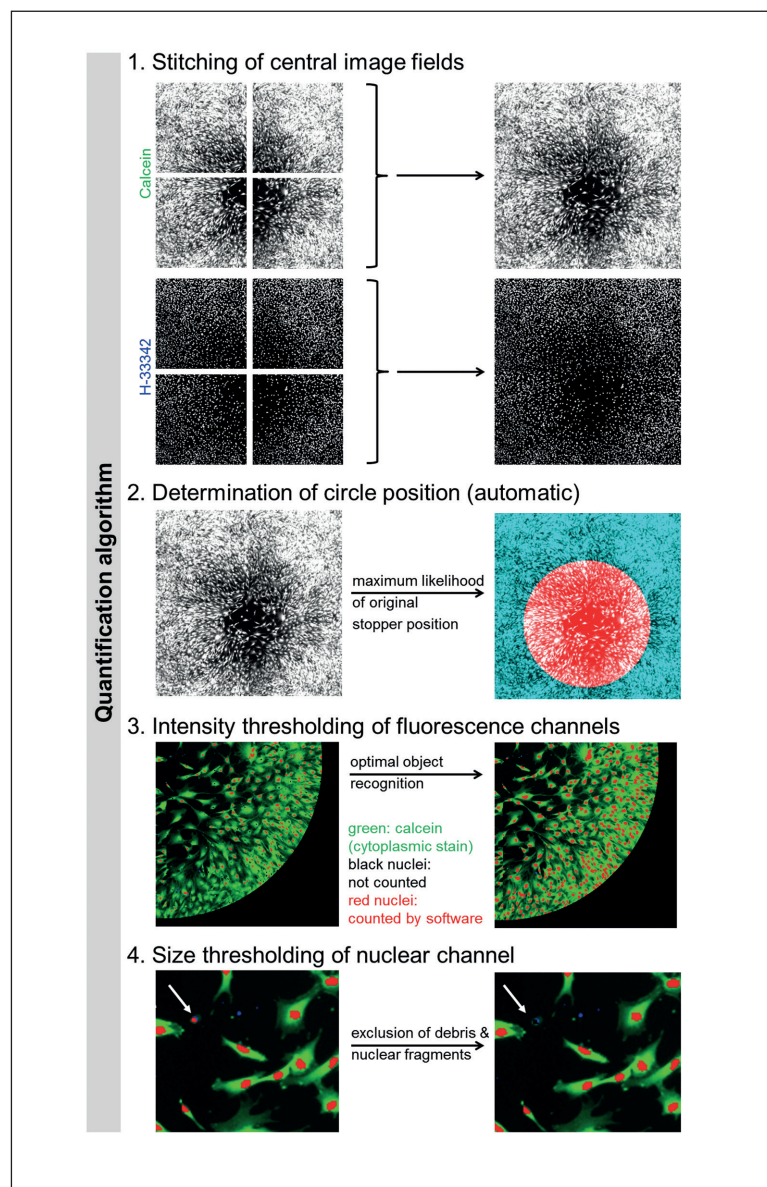 Quantification algorithm
1. Stitching of central image fields
Calcein
H-33342
2. Determination of circle position (automatic)
maximum likelihood
of original
stopper position
3. Intensity thresholding of fluorescence channels
optimal object
recognition
green: calcein
(cytoplasmic stain)
black nuclei:
not counted
red nuclei:
counted by software
4. Size thresholding of nuclear channel
exclusion of debris &
nuclear fragments